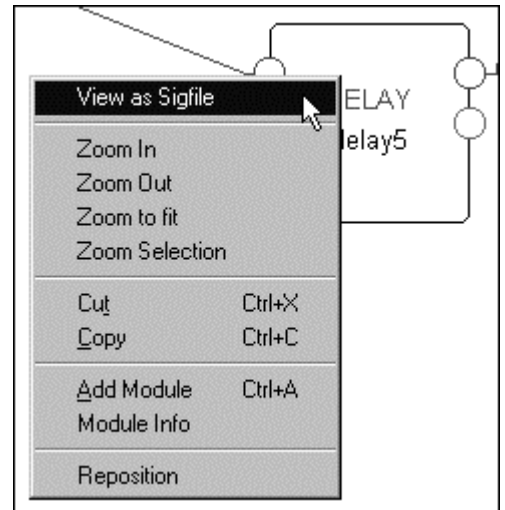 View as Sigfile
ELAY
elay5
Zoom In
Zoom Out
Zoom to fit
Zoom Selection
Cut Ctrl+X
Copy Ctrl+C
Add Module Ctrl+A
Module Info
Reposition